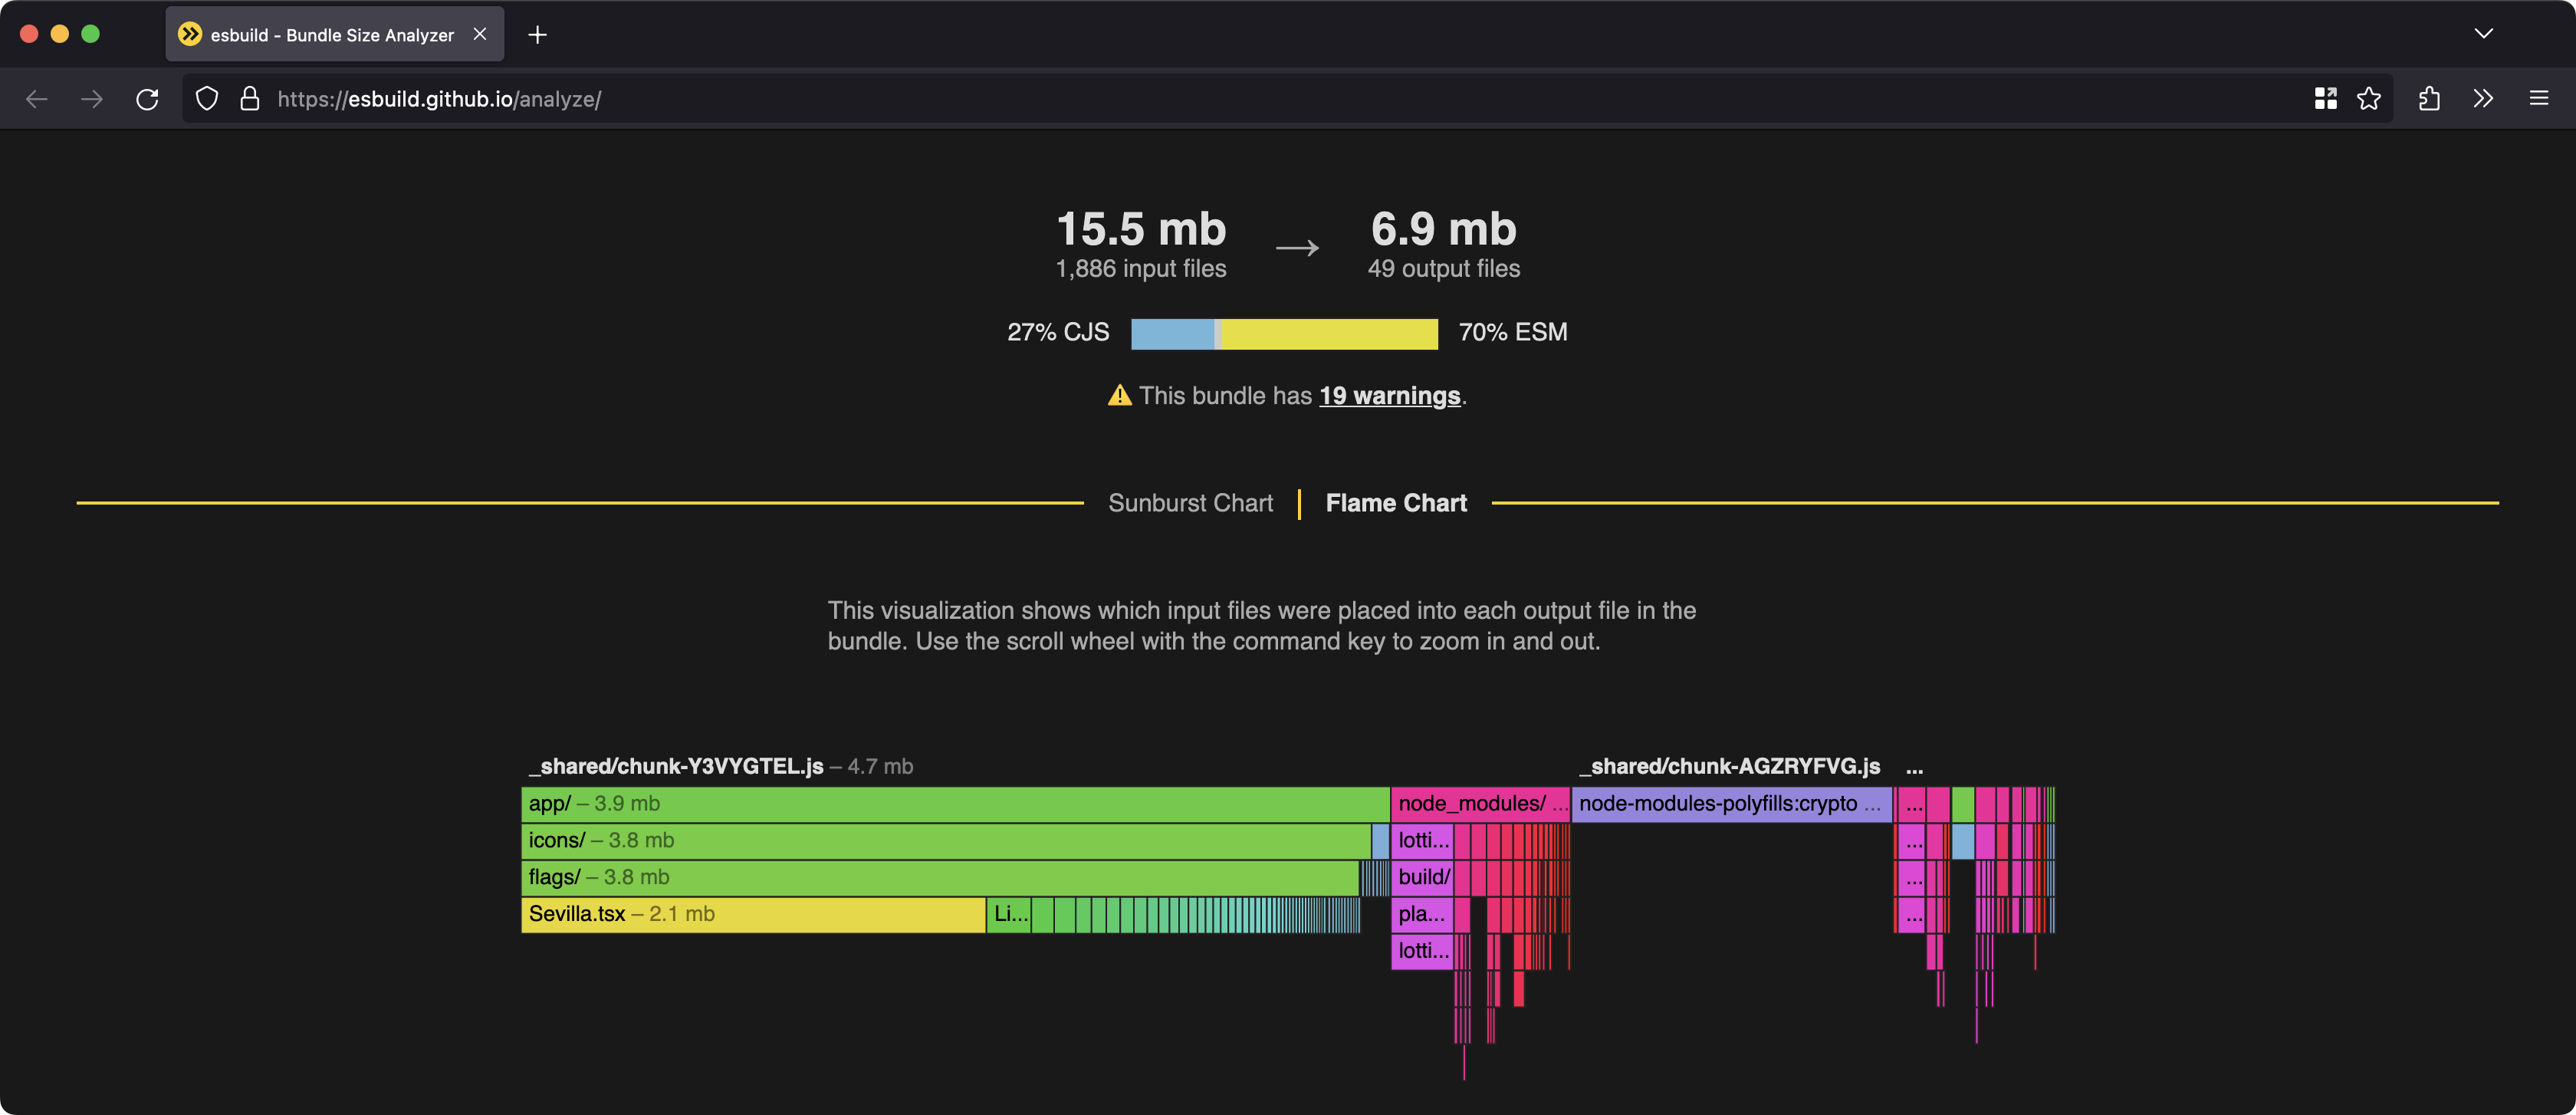 esbuild - Bundle Size Analyzer
https://esbuild.github.io/analyze/
15.5 mb → 6.9 mb
1,886 input files 49 output files
27% CJS 70% ESM
This bundle has 19 warnings.
Sunburst Chart | Flame Chart
This visualization shows which input files were placed into each output file in the
bundle. Use the scroll wheel with the command key to zoom in and out.
_shared/chunk-Y3VYGTEL.js – 4.7 mb _shared/chunk-AGZRYFVG.js ...
app/ – 3.9 mb node_modules/ ... node-modules-polyfills:crypto ... ...
icons/ – 3.8 mb lotti... ...
flags/ – 3.8 mb build/ ...
Sevilla.tsx – 2.1 mb Li... pla... ...
lotti...